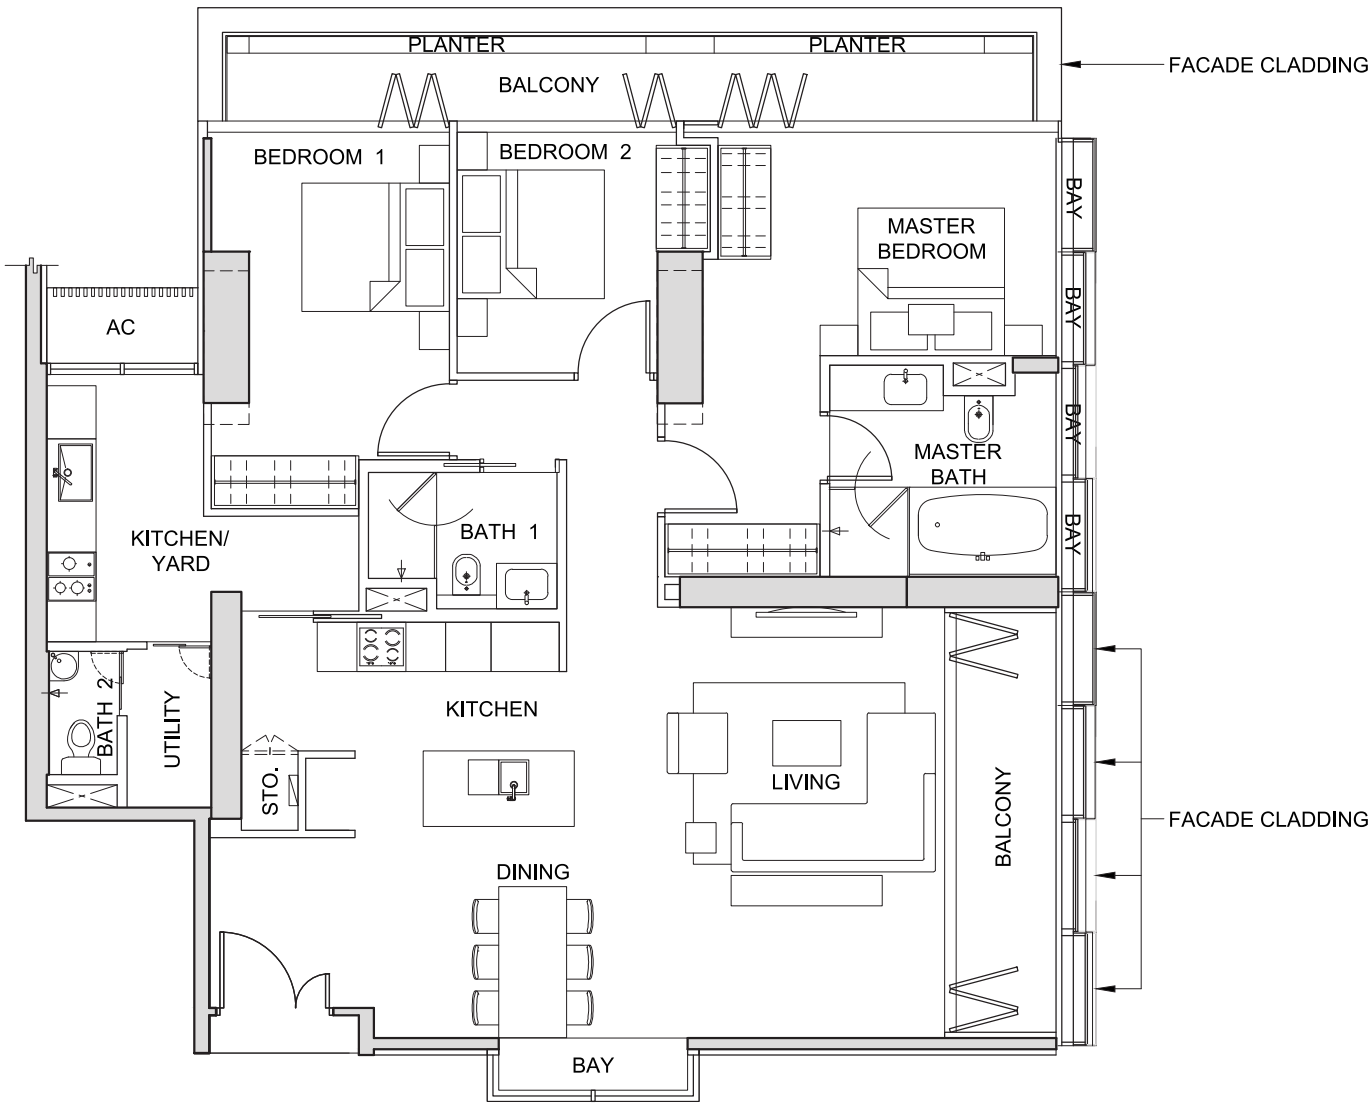 PLANTER
PLANTER
FACADE CLADDING
BALCONY
BEDROOM 1
BEDROOM 2
BAY
MASTER
BEDROOM
BAY
AC
BAY
MASTER
BATH
KITCHEN/
YARD
BATH 1
BAY
BATH 2
UTILITY
KITCHEN
STO.
LIVING
BALCONY
FACADE CLADDING
DINING
BAY